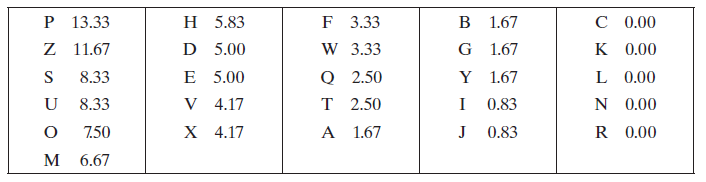 P 13.33 H 5.83 F 3.33 B 1.67 C 0.00
Z 11.67 D 5.00 W 3.33 G 1.67 K 0.00
S 8.33 E 5.00 Q 2.50 Y 1.67 L 0.00
U 8.33 V 4.17 T 2.50 I 0.83 N 0.00
O 7.50 X 4.17 A 1.67 J 0.83 R 0.00
M 6.67